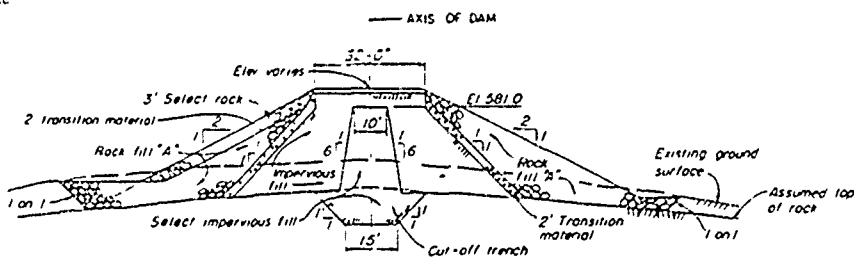 AXIS OF DAM
32'-0"
Elev varies
3' Select rock
El 581.0
2 transition material
2
1
2
1
10'
1
6
1
6
1
1
1
1
Rock fill "A"
Impervious fill
Rock fill "B"
Existing ground surface
Assumed top of rock
1 on 1
1 on 1
Select impervious fill
2' Transition material
1
1
1
1
15'
Cut-off trench